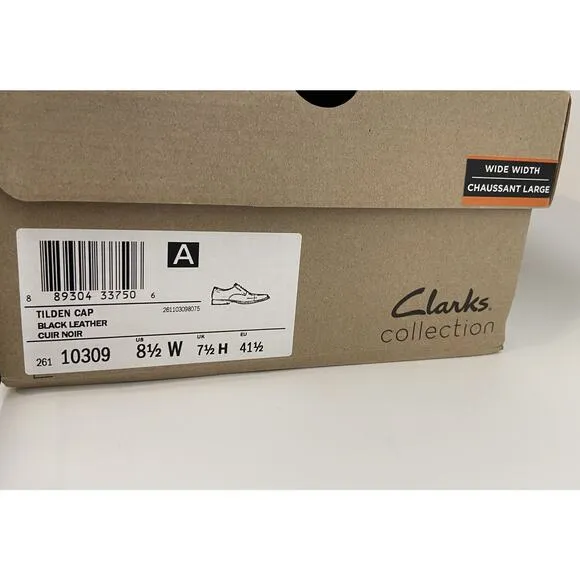 WIDE WIDTH
CHAUSSANT LARGE
A
8 89304 33750 6
261103098075
TILDEN CAP
BLACK LEATHER
CUIR NOIR
US UK EU
261 10309 8½ W 7½ H 41½
Clarks
collection